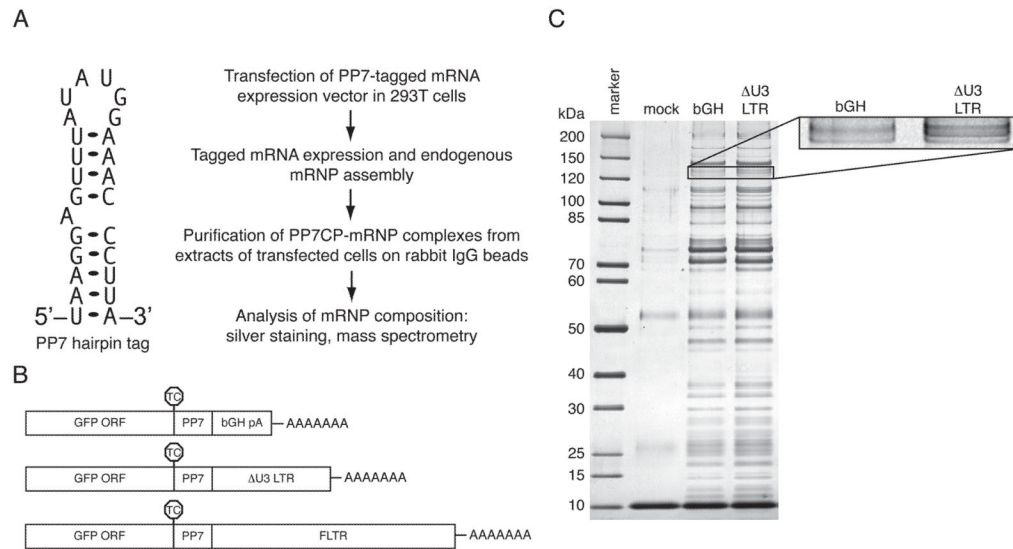 A
A U
U G
A G
U A
U A
U A
G C
A
G C
G C
A U
A U
5'–U A–3'
PP7 hairpin tag
Transfection of PP7-tagged mRNA
expression vector in 293T cells
Tagged mRNA expression and endogenous
mRNP assembly
Purification of PP7CP-mRNP complexes from
extracts of transfected cells on rabbit IgG beads
Analysis of mRNP composition:
silver staining, mass spectrometry
B
TC
GFP ORF PP7 bGH pA AAAAAAA
TC
GFP ORF PP7 ΔU3 LTR AAAAAAA
TC
GFP ORF PP7 FLTR AAAAAAA
C
kDa
marker
mock
bGH
ΔU3
LTR
bGH
ΔU3
LTR
200
150
120
100
85
70
60
50
40
30
25
15
10